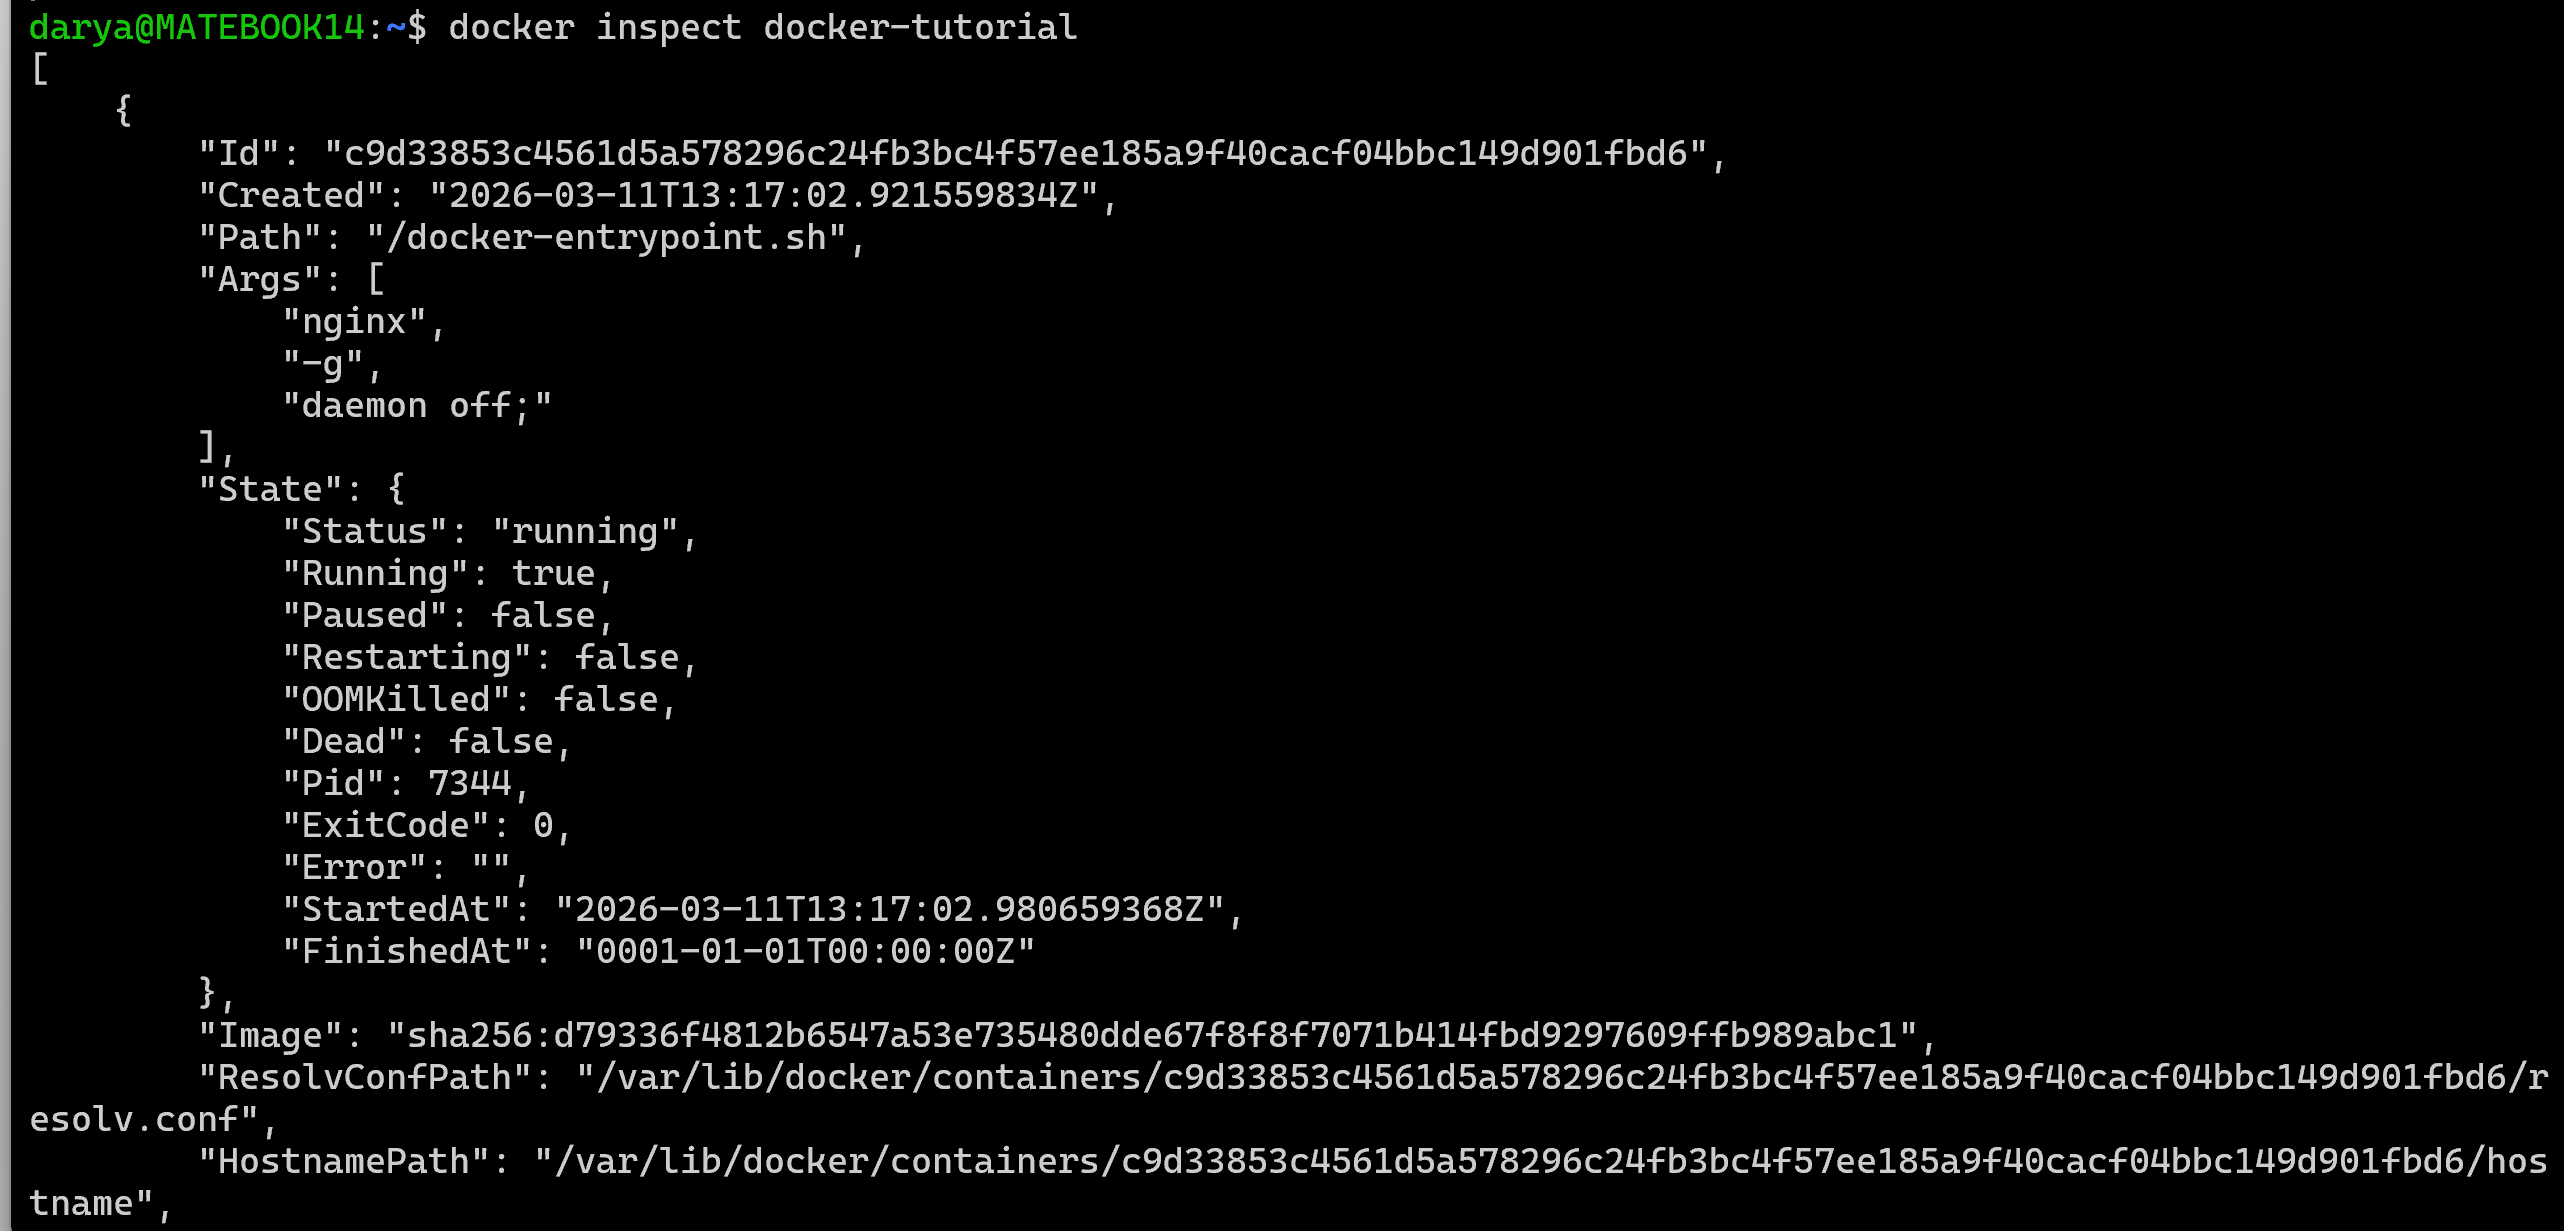 darya@MATEBOOK14:~$ docker inspect docker-tutorial
[
    {
        "Id": "c9d33853c4561d5a578296c24fb3bc4f57ee185a9f40cacf04bbc149d901fbd6",
        "Created": "2026-03-11T13:17:02.921559834Z",
        "Path": "/docker-entrypoint.sh",
        "Args": [
            "nginx",
            "-g",
            "daemon off;"
        ],
        "State": {
            "Status": "running",
            "Running": true,
            "Paused": false,
            "Restarting": false,
            "OOMKilled": false,
            "Dead": false,
            "Pid": 7344,
            "ExitCode": 0,
            "Error": "",
            "StartedAt": "2026-03-11T13:17:02.980659368Z",
            "FinishedAt": "0001-01-01T00:00:00Z"
        },
        "Image": "sha256:d79336f4812b6547a53e735480dde67f8f8f7071b414fbd9297609ffb989abc1",
        "ResolvConfPath": "/var/lib/docker/containers/c9d33853c4561d5a578296c24fb3bc4f57ee185a9f40cacf04bbc149d901fbd6/r
esolv.conf",
        "HostnamePath": "/var/lib/docker/containers/c9d33853c4561d5a578296c24fb3bc4f57ee185a9f40cacf04bbc149d901fbd6/hos
tname",